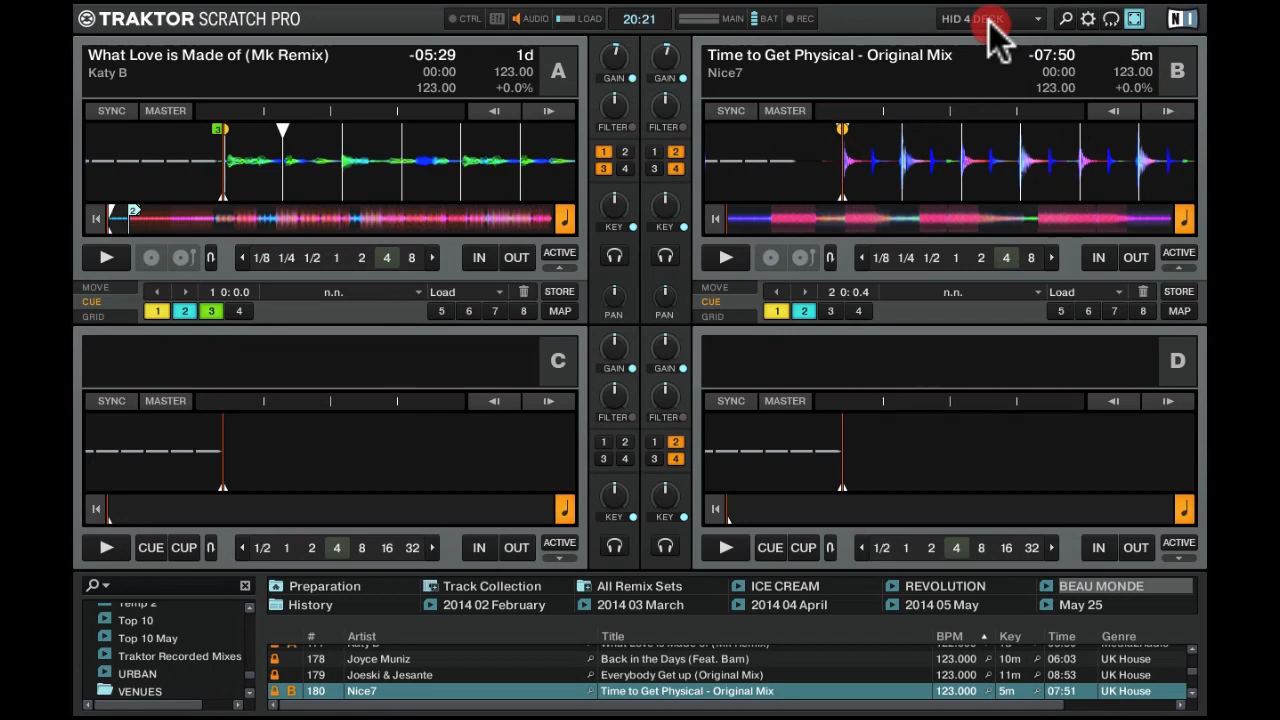 TRAKTOR SCRATCH PRO
CTRL
AUDIO
LOAD
20:21
MAIN
BAT
REC
HID 4 DECK
NI
What Love is Made of (Mk Remix)
-05:29
1d
Katy B
00:00
123.00
123.00
+0.0%
A
SYNC
MASTER
3
2
1/8 1/4 1/2 1 2 4 8
IN
OUT
ACTIVE
MOVE
CUE
GRID
1 0:0.0
n.n.
Load
STORE
1 2 3 4
5 6 7 8
MAP
GAIN
GAIN
FILTER
FILTER
1 2
3 4
1 2
3 4
KEY
KEY
PAN
PAN
Time to Get Physical - Original Mix
-07:50
5m
Nice7
00:00
123.00
123.00
+0.0%
B
SYNC
MASTER
1/8 1/4 1/2 1 2 4 8
IN
OUT
ACTIVE
MOVE
CUE
GRID
2 0:0.4
n.n.
Load
STORE
1 2 3 4
5 6 7 8
MAP
C
SYNC
MASTER
CUE
CUP
1/2 1 2 4 8 16 32
IN
OUT
ACTIVE
GAIN
GAIN
FILTER
FILTER
1 2
3 4
1 2
3 4
KEY
KEY
D
SYNC
MASTER
CUE
CUP
1/2 1 2 4 8 16 32
IN
OUT
ACTIVE
Preparation
Track Collection
All Remix Sets
ICE CREAM
REVOLUTION
BEAU MONDE
History
2014 02 February
2014 03 March
2014 04 April
2014 05 May
May 25
Temp 2
Top 10
Top 10 May
Traktor Recorded Mixes
URBAN
VENUES
# Artist Title BPM Key Time Genre
178 Joyce Muniz Back in the Days (Feat. Bam) 123.000 10m 06:03 UK House
179 Joeski & Jesante Everybody Get up (Original Mix) 123.000 11m 08:53 UK House
B 180 Nice7 Time to Get Physical - Original Mix 123.000 5m 07:51 UK House